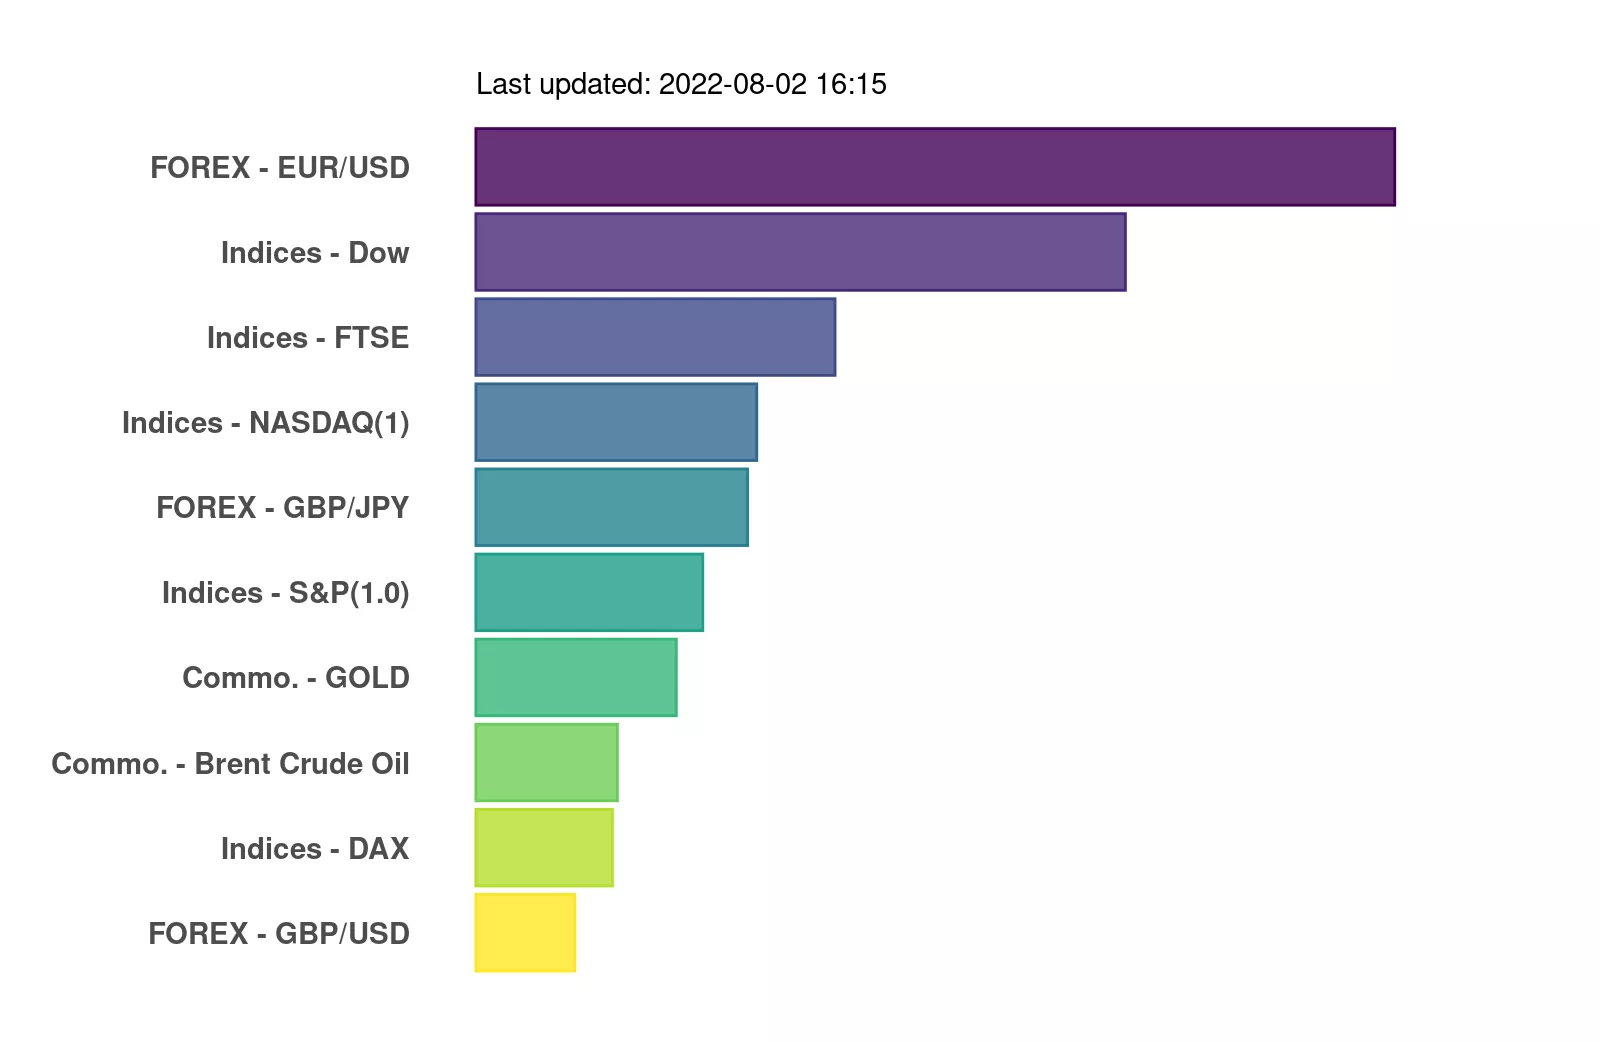 Last updated: 2022-08-02 16:15
FOREX - EUR/USD
Indices - Dow
Indices - FTSE
Indices - NASDAQ(1)
FOREX - GBP/JPY
Indices - S&P(1.0)
Commo. - GOLD
Commo. - Brent Crude Oil
Indices - DAX
FOREX - GBP/USD